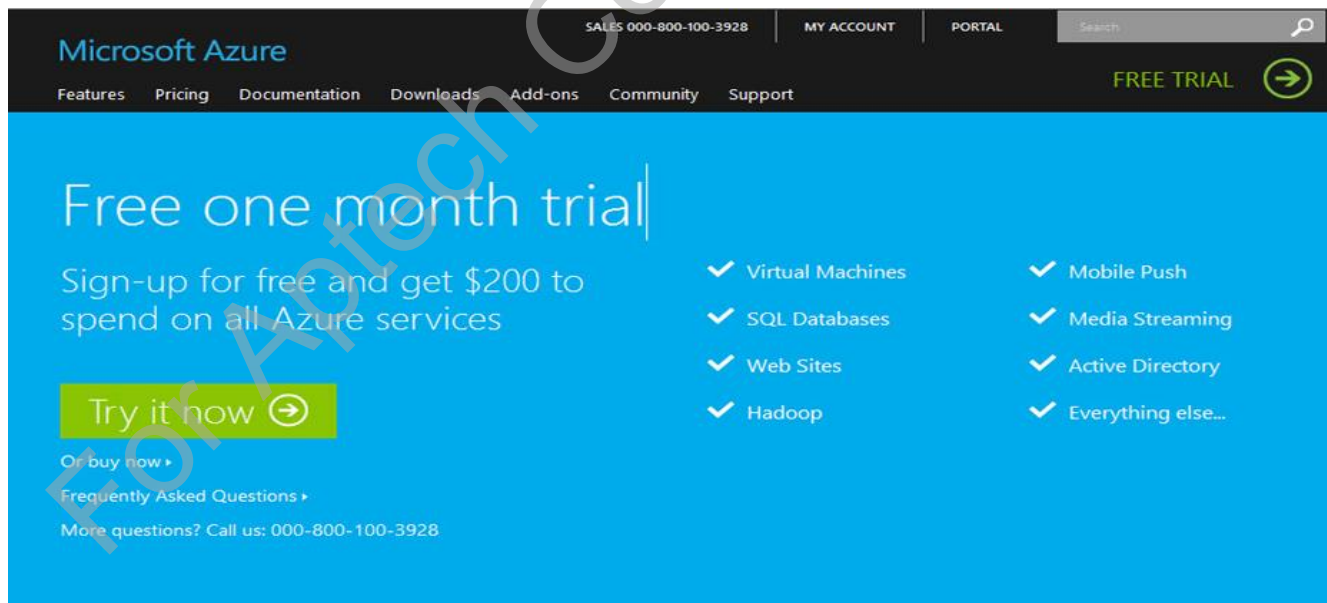 SALES 000-800-100-3928 MY ACCOUNT PORTAL Search
Microsoft Azure
FREE TRIAL
Features Pricing Documentation Downloads Add-ons Community Support
Free one month trial
Sign-up for free and get $200 to
spend on all Azure services
Try it now
Or buy now
Frequently Asked Questions
More questions? Call us: 000-800-100-3928
Virtual Machines
SQL Databases
Web Sites
Hadoop
Mobile Push
Media Streaming
Active Directory
Everything else...
For Aptech